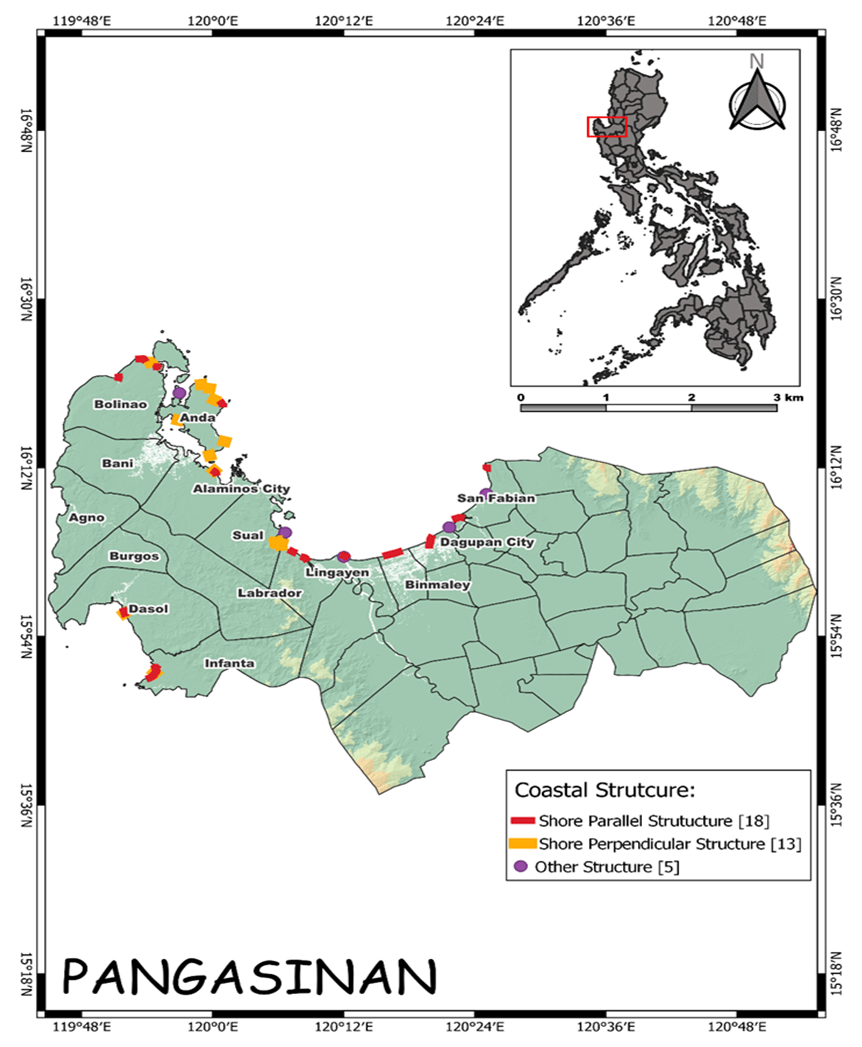 119°48′E 120°0′E 120°12′E 120°24′E 120°36′E 120°48′E
N
16°48′N 16°48′N
16°30′N 16°30′N
0 1 2 3 km
Bolinao
Anda
Bani
16°12′N 16°12′N
Alaminos City
San Fabian
Agno
Sual
Dagupan City
Burgos
Lingayen
Binmaley
Labrador
Dasol
15°54′N 15°54′N
Infanta
Coastal Strutcure:
15°36′N 15°36′N
Shore Parallel Strututcure [18]
Shore Perpendicular Structure [13]
Other Structure [5]
PANGASINAN
15°18′N 15°18′N
119°48′E 120°0′E 120°12′E 120°24′E 120°36′E 120°48′E